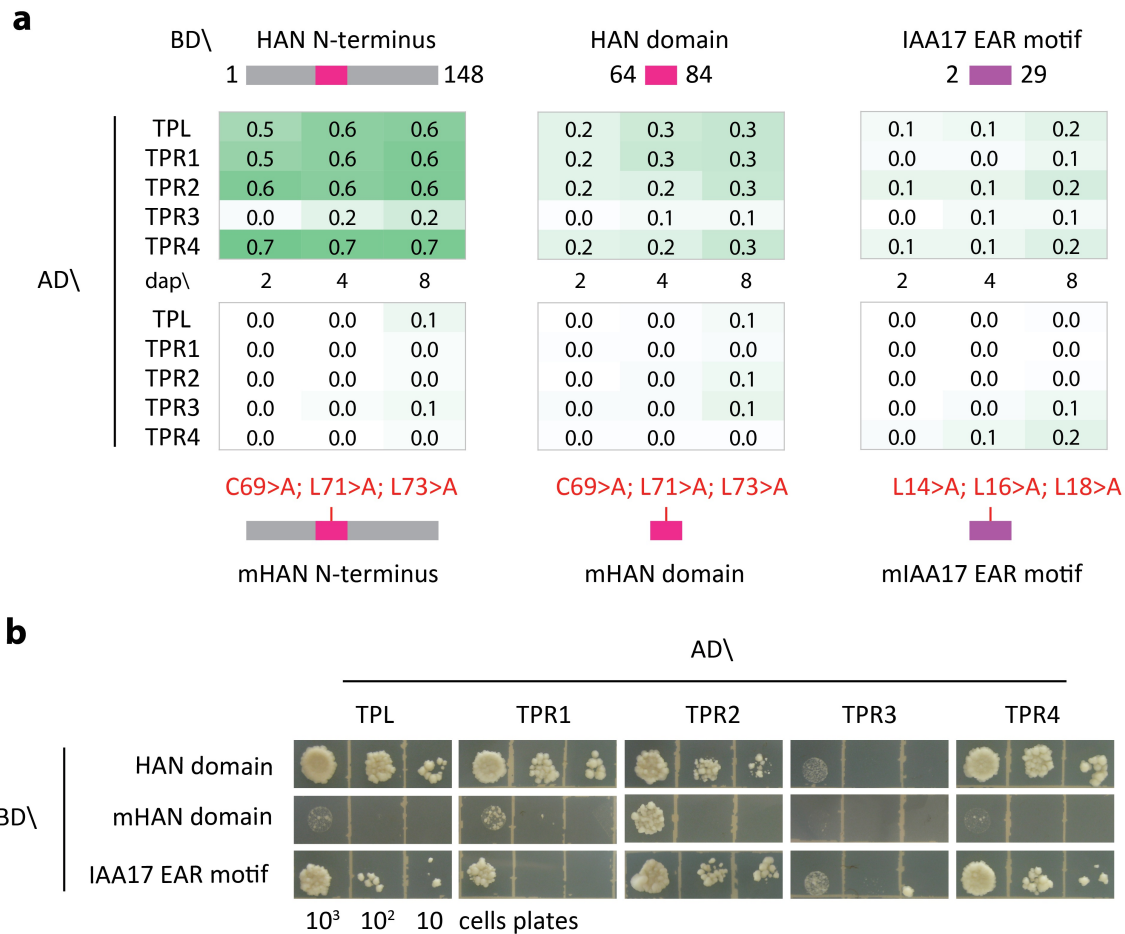 a
BD\ HAN N-terminus HAN domain IAA17 EAR motif
1 148 64 84 2 29
TPL 0.5 0.6 0.6 0.2 0.3 0.3 0.1 0.1 0.2
TPR1 0.5 0.6 0.6 0.2 0.3 0.3 0.0 0.0 0.1
TPR2 0.6 0.6 0.6 0.2 0.2 0.3 0.1 0.1 0.2
TPR3 0.0 0.2 0.2 0.0 0.1 0.1 0.0 0.1 0.1
TPR4 0.7 0.7 0.7 0.2 0.2 0.3 0.1 0.1 0.2
AD\ dap\ 2 4 8 2 4 8 2 4 8
TPL 0.0 0.0 0.1 0.0 0.0 0.1 0.0 0.0 0.0
TPR1 0.0 0.0 0.0 0.0 0.0 0.0 0.0 0.0 0.0
TPR2 0.0 0.0 0.0 0.0 0.0 0.1 0.0 0.0 0.0
TPR3 0.0 0.0 0.1 0.0 0.0 0.1 0.0 0.0 0.1
TPR4 0.0 0.0 0.0 0.0 0.0 0.0 0.0 0.1 0.2
C69>A; L71>A; L73>A C69>A; L71>A; L73>A L14>A; L16>A; L18>A
mHAN N-terminus mHAN domain mIAA17 EAR motif
b
AD\
TPL TPR1 TPR2 TPR3 TPR4
HAN domain
BD\ mHAN domain
IAA17 EAR motif
10³ 10² 10 cells plates